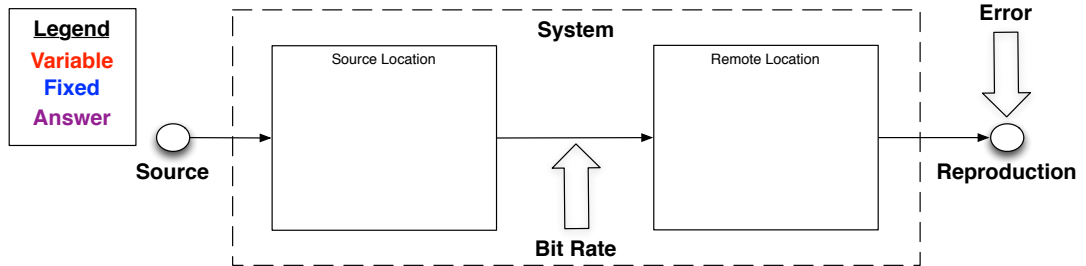 Legend
Variable
Fixed
Answer
Source
System
Source Location
Bit Rate
Remote Location
Error
Reproduction